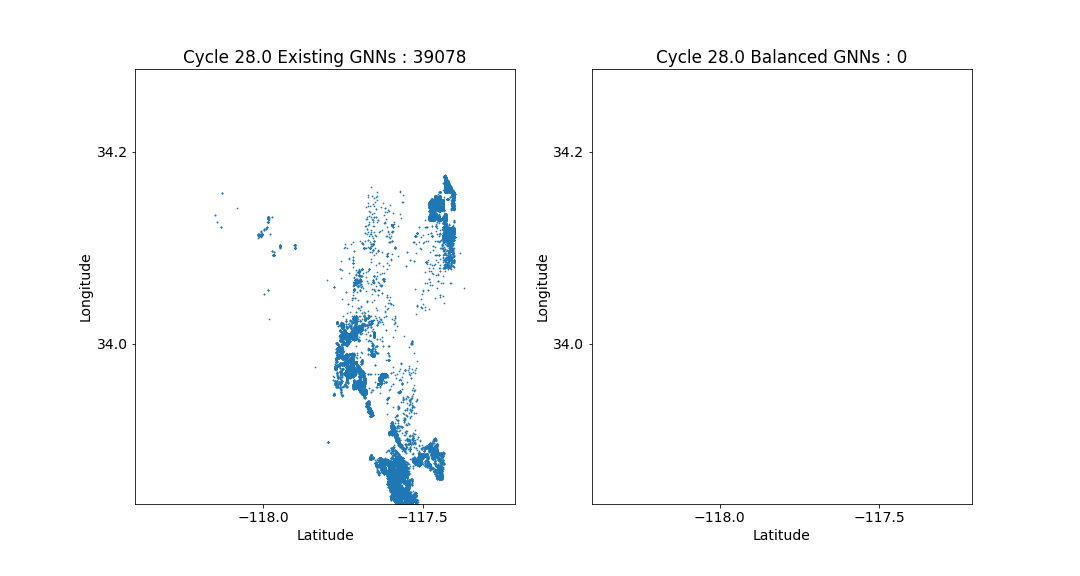 Cycle 28.0 Existing GNNs : 39078
34.2
34.0
Longitude
−118.0
−117.5
Latitude
Cycle 28.0 Balanced GNNs : 0
34.2
34.0
Longitude
−118.0
−117.5
Latitude